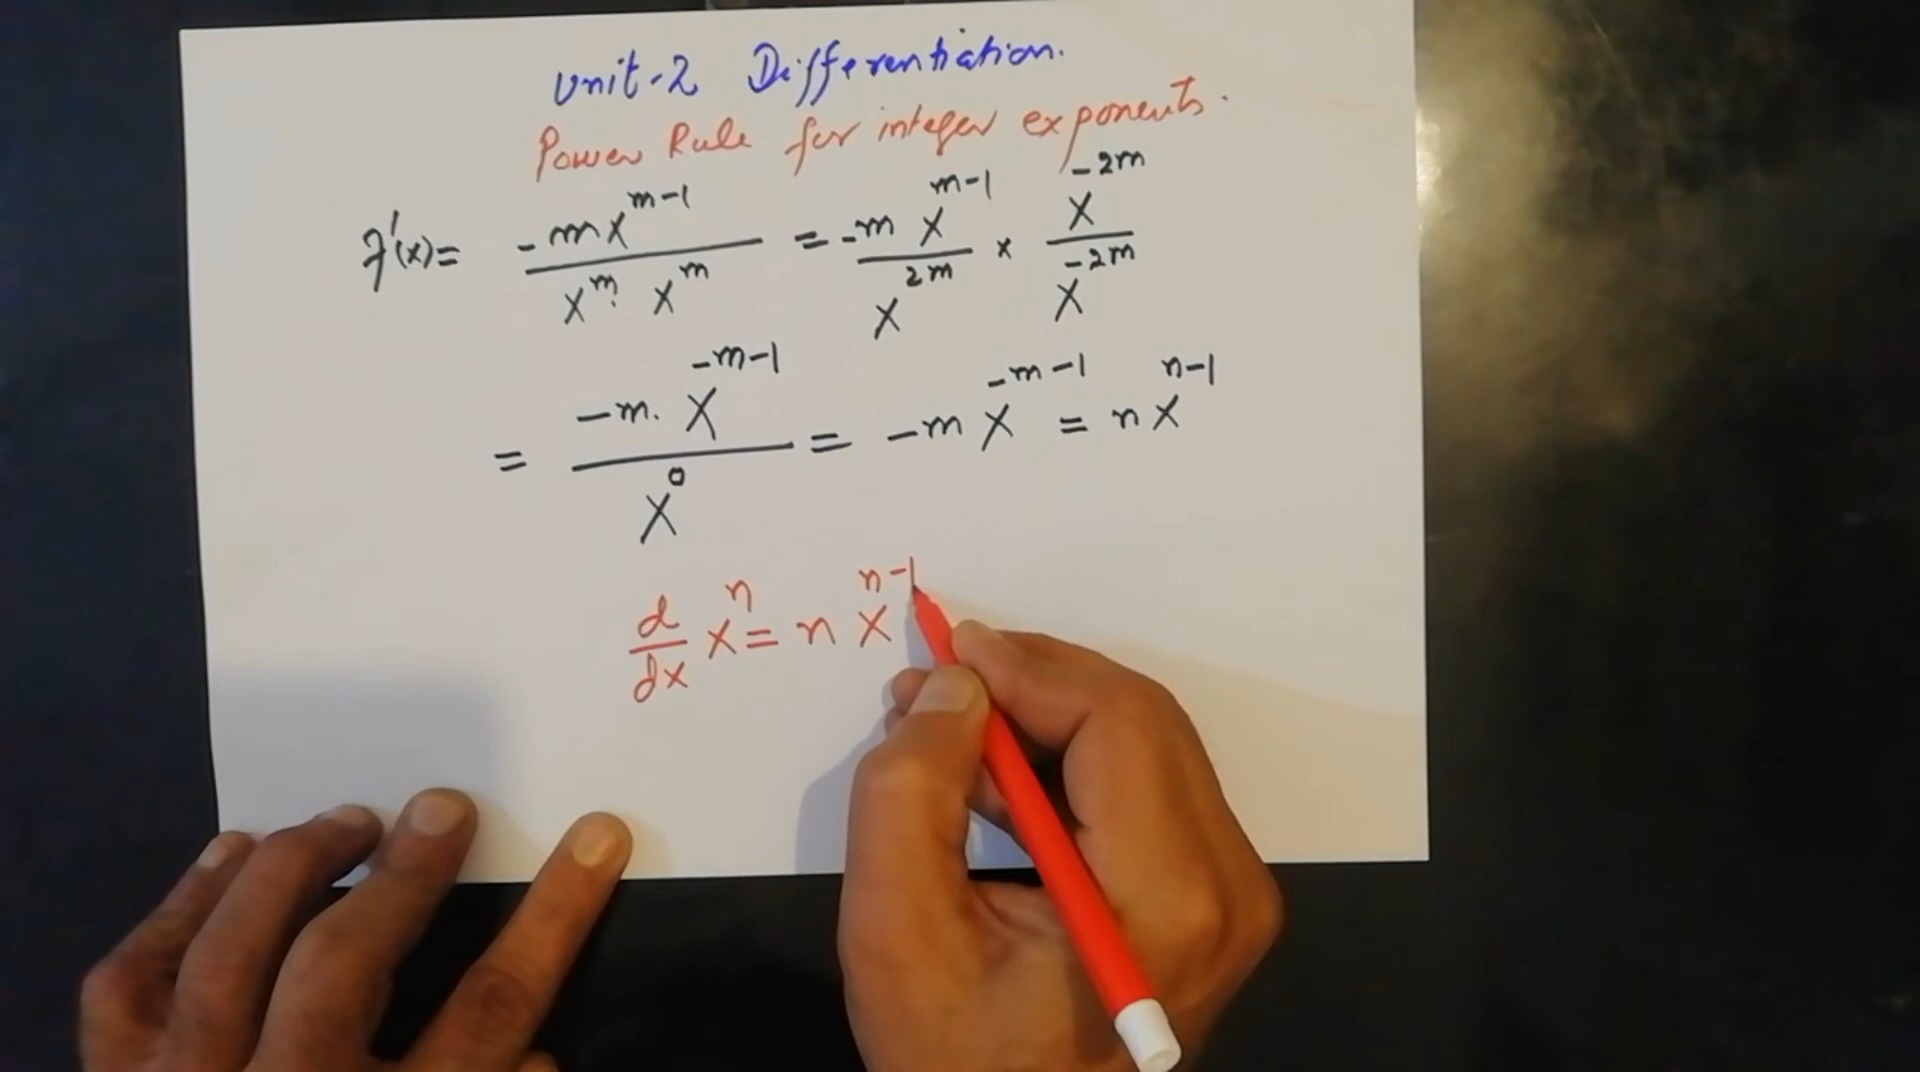 Unit-2 Differentiation.
Power Rule for integer exponents.
f'(x) = -mx^{m-1} / x^m · x^m = -m x^{m-1} / x^{2m} × x^{-2m} / x^{-2m}
= -m · x^{-m-1} / x^0 = -m x^{-m-1} = n x^{n-1}
d/dx x^n = n x^{n-1}